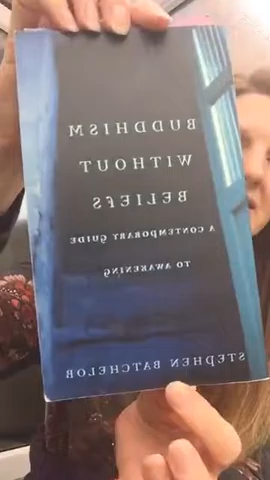 BUDDHISM
WITHOUT
BELIEFS
A CONTEMPORARY GUIDE
TO AWAKENING
STEPHEN BATCHELOR